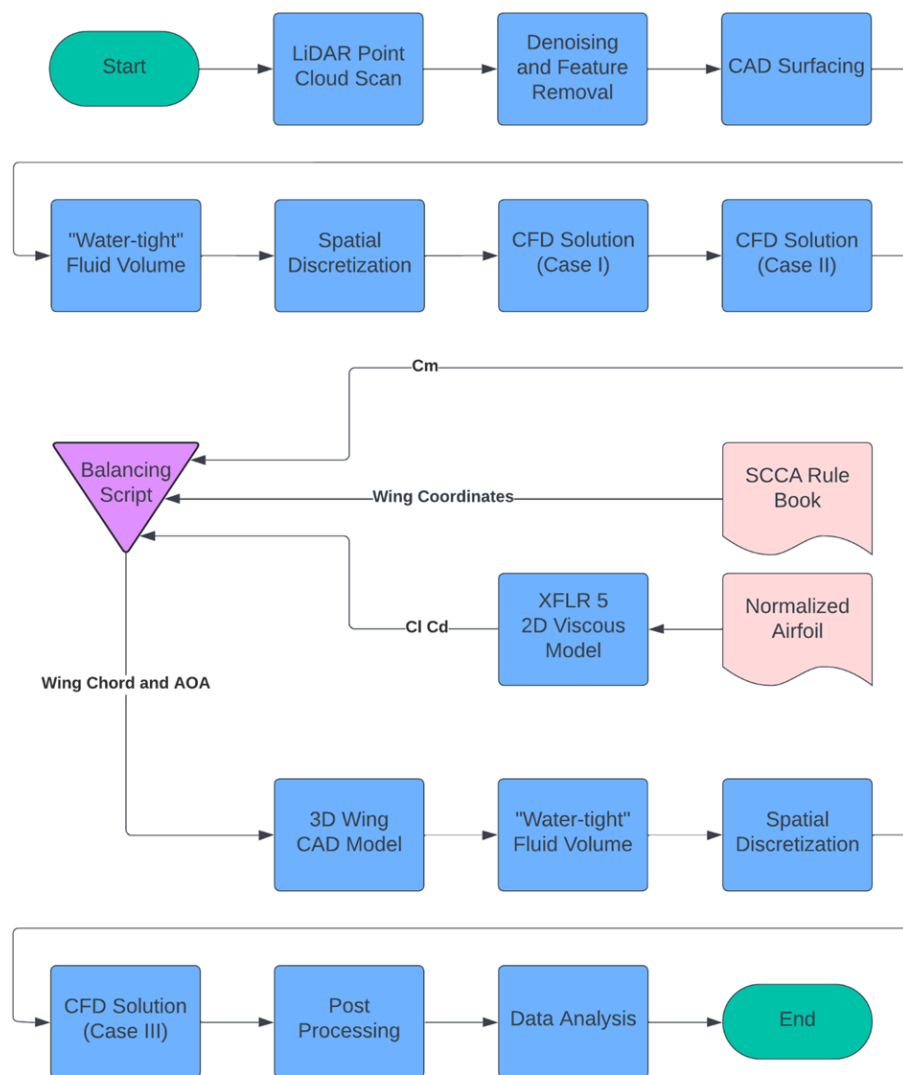 Start
LiDAR Point
Cloud Scan
Denoising
and Feature
Removal
CAD Surfacing
"Water-tight"
Fluid Volume
Spatial
Discretization
CFD Solution
(Case I)
CFD Solution
(Case II)
Cm
Balancing
Script
Wing Coordinates
SCCA Rule
Book
Cl Cd
XFLR 5
2D Viscous
Model
Normalized
Airfoil
Wing Chord and AOA
3D Wing
CAD Model
"Water-tight"
Fluid Volume
Spatial
Discretization
CFD Solution
(Case III)
Post
Processing
Data Analysis
End